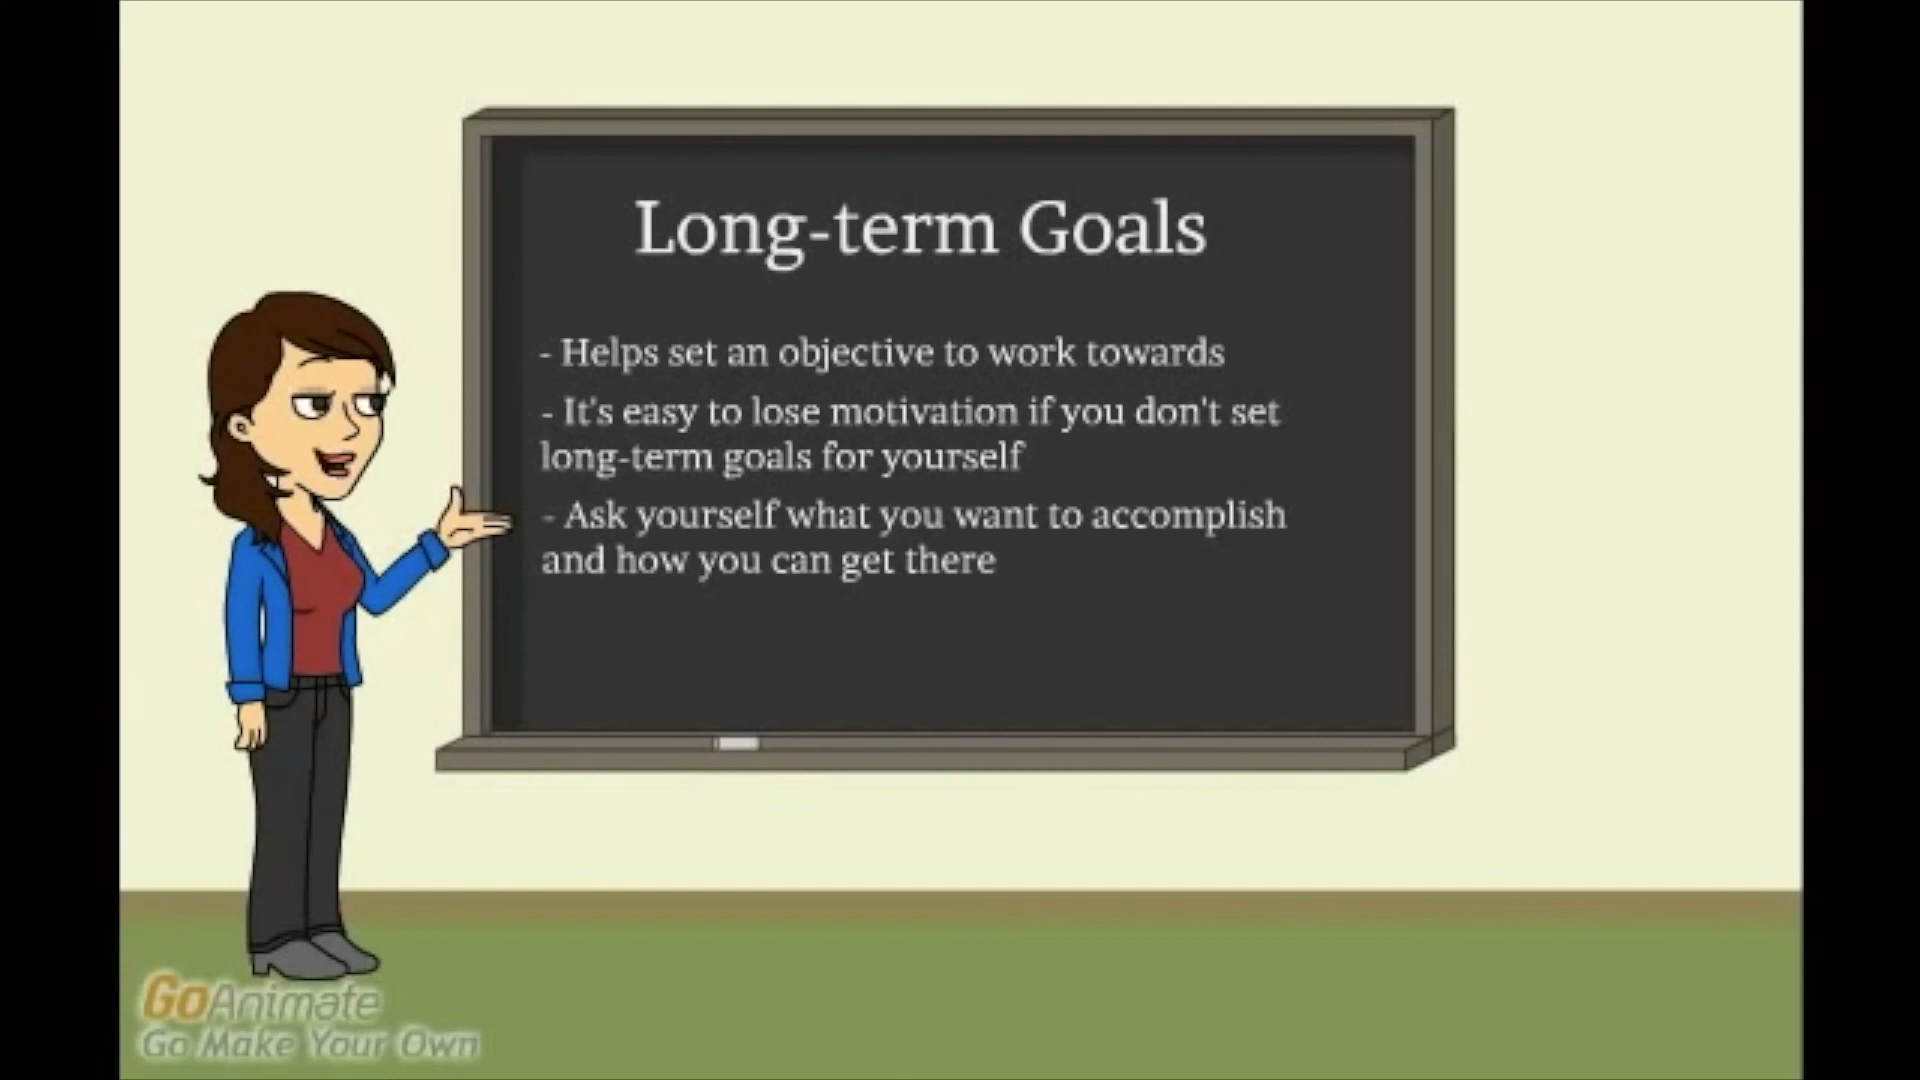 Long-term Goals
- Helps set an objective to work towards
- It's easy to lose motivation if you don't set
long-term goals for yourself
- Ask yourself what you want to accomplish
and how you can get there
GoAnimate
Go Make Your Own